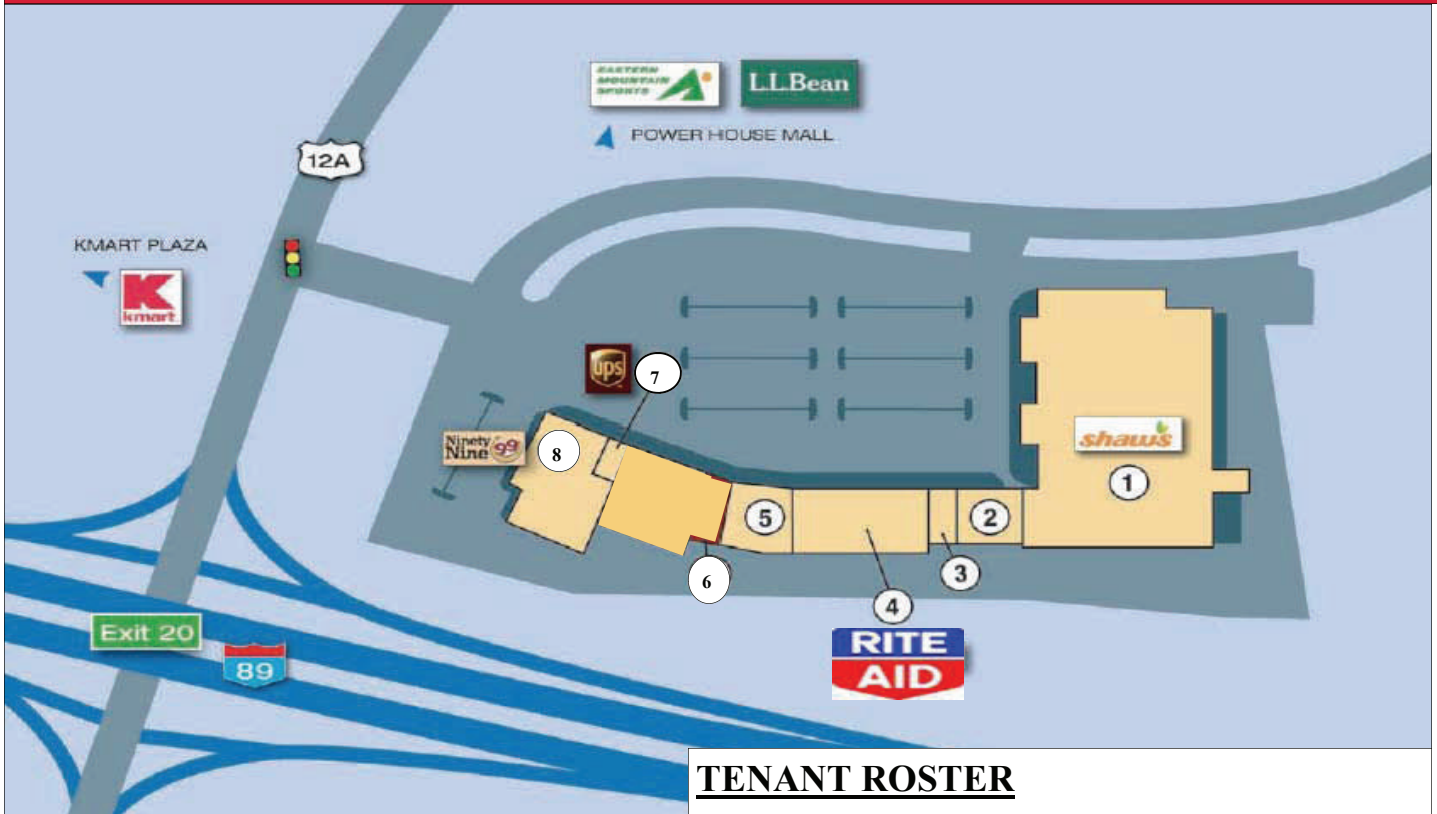 EASTERN
MOUNTAIN
SPORTS
L.L.Bean
POWER HOUSE MALL
12A
KMART PLAZA
K
kmart
ups
7
Ninety
Nine 99
8
shaw's
1
5
2
3
6
4
RITE
AID
Exit 20
89
TENANT ROSTER